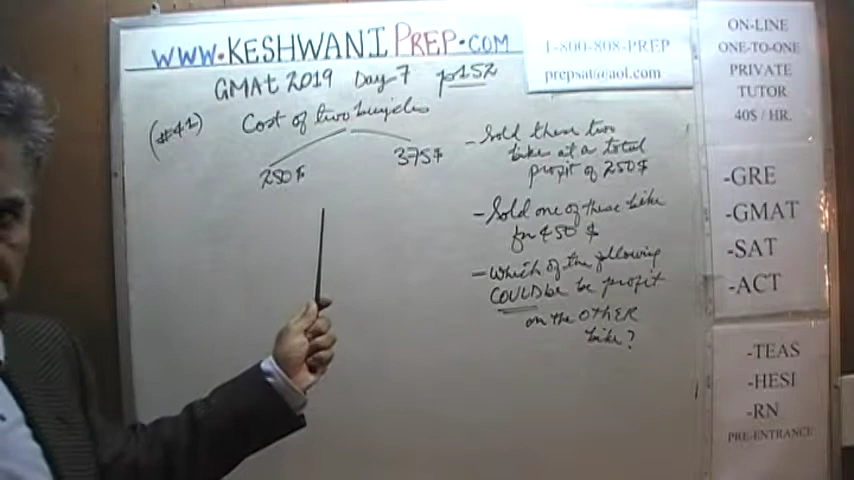 WWW.KESHWANIPREP.COM
1-800-808-PREP
prepsat@aol.com
GMAt 2019 Day 7 p152
(#41)
Cost of two bicycles
250$
375$
- Sold these two
bike at a total
profit of 250$
- Sold one of these bike
for 450 $
- Which of the following
COULD be be profit
on the OTHER
bike?
ON-LINE
ONE-TO-ONE
PRIVATE
TUTOR
40$ / HR.
-GRE
-GMAT
-SAT
-ACT
-TEAS
-HESI
-RN
PRE-ENTRANCE